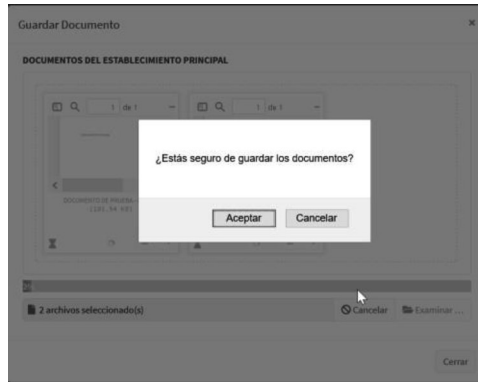 Guardar Documento
×
DOCUMENTOS DEL ESTABLECIMIENTO PRINCIPAL
1 de 1
1 de 1
¿Estás seguro de guardar los documentos?
Aceptar Cancelar
2 archivos seleccionado(s)
Cancelar Examinar ...
Cerrar